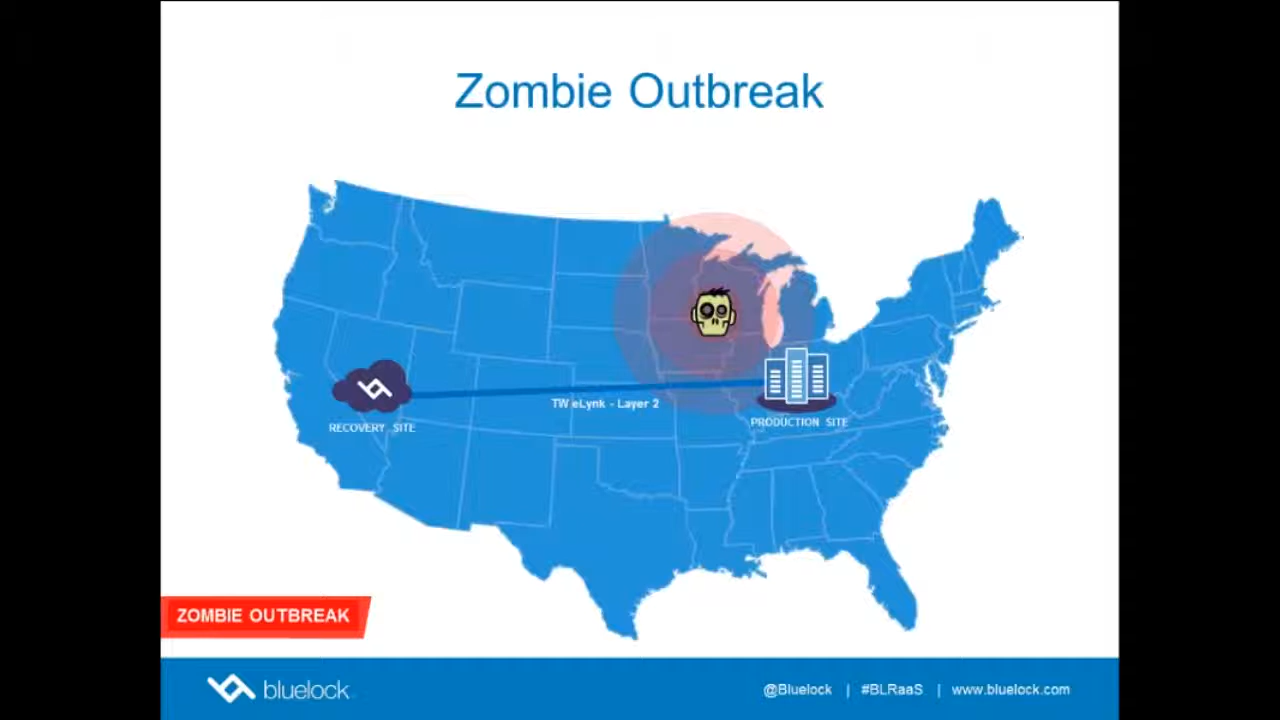 Zombie Outbreak
TW eLynk - Layer 2
RECOVERY SITE
PRODUCTION SITE
ZOMBIE OUTBREAK
bluelock
@Bluelock | #BLRaaS | www.bluelock.com